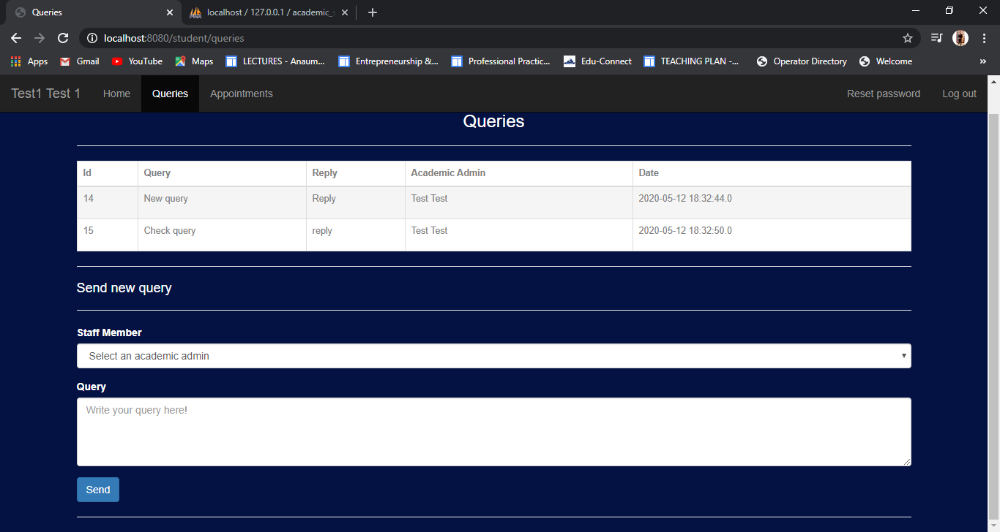 Queries
localhost / 127.0.0.1 / academic_s
localhost:8080/student/queries
Apps Gmail YouTube Maps LECTURES - Anaum... Entrepreneurship &... Professional Practic... Edu-Connect TEACHING PLAN -... Operator Directory Welcome »
Test1 Test 1 Home Queries Appointments Reset password Log out
Queries
Id Query Reply Academic Admin Date
14 New query Reply Test Test 2020-05-12 18:32:44.0
15 Check query reply Test Test 2020-05-12 18:32:50.0
Send new query
Staff Member
Select an academic admin
Query
Write your query here!
Send